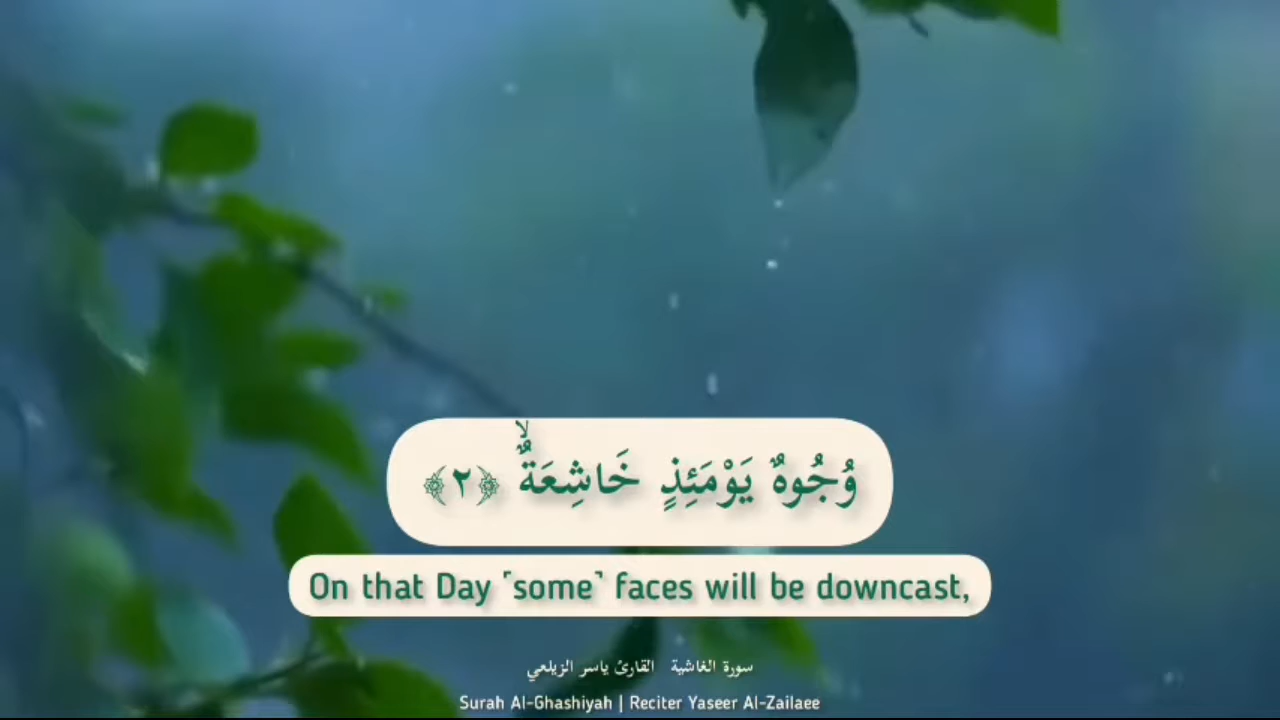 وُجُوهٌ يَوْمَئِذٍ خَاشِعَةٌۙ ﴿٢﴾
On that Day ˹some˺ faces will be downcast,
سورة الغاشية القارئ ياسر الزيلعي
Surah Al-Ghashiyah | Reciter Yaseer Al-Zailaee